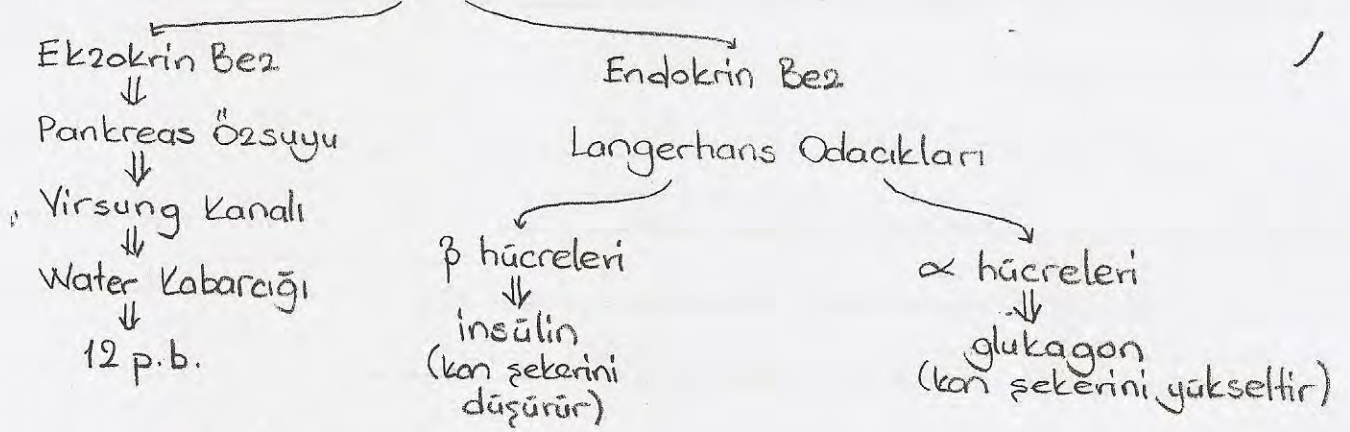 Ekzokrin Bez
Endokrin Bez
⇓
Pankreas Özsuyu
Langerhans Odacıkları
⇓
Virsung Kanalı
⇓
β hücreleri
α hücreleri
Water Kabarcığı
⇓
⇓
⇓
12 p.b.
insülin
glukagon
(kan şekerini
düşürür)
(kan şekerini yükseltir)